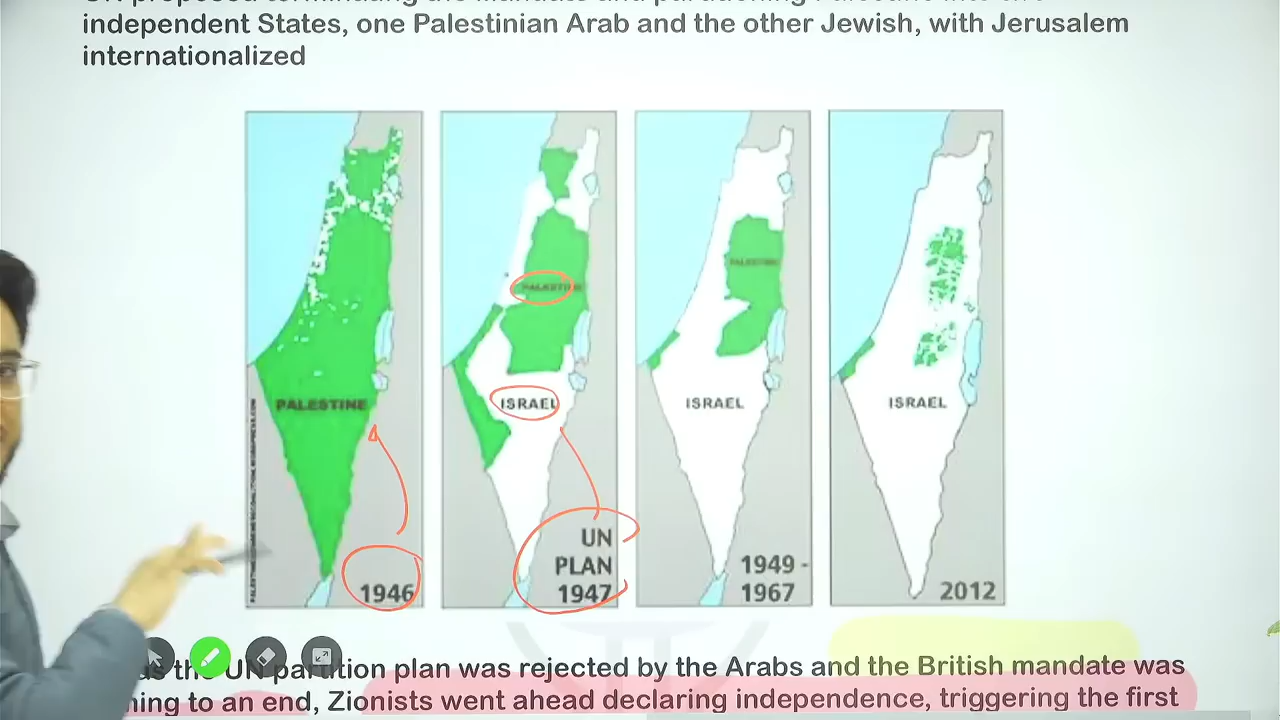 independent States, one Palestinian Arab and the other Jewish, with Jerusalem
internationalized
PALESTINE
1946
PALESTINE
ISRAEL
UN
PLAN
1947
PALESTINE
ISRAEL
1949 -
1967
ISRAEL
2012
the UN partition plan was rejected by the Arabs and the British mandate was
to an end, Zionists went ahead declaring independence, triggering the first